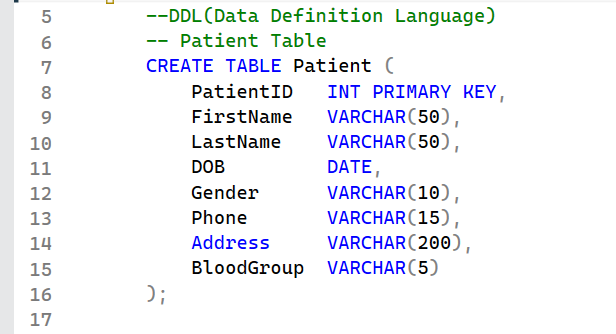 5 --DDL(Data Definition Language)
6 -- Patient Table
7 CREATE TABLE Patient (
8 PatientID INT PRIMARY KEY,
9 FirstName VARCHAR(50),
10 LastName VARCHAR(50),
11 DOB DATE,
12 Gender VARCHAR(10),
13 Phone VARCHAR(15),
14 Address VARCHAR(200),
15 BloodGroup VARCHAR(5)
16 );
17